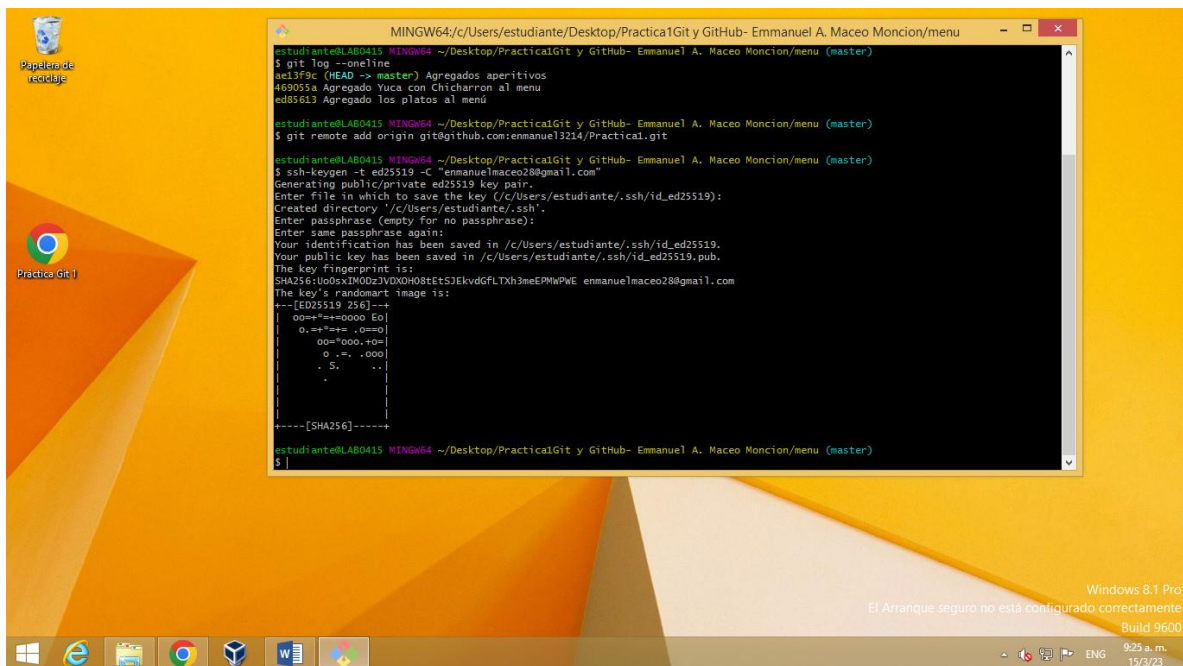 Papelera de
reciclaje
Práctica Git 1
MINGW64:/c/Users/estudiante/Desktop/Practica1Git y GitHub- Emmanuel A. Maceo Moncion/menu
estudiante@LAB0415 MINGW64 ~/Desktop/Practica1Git y GitHub- Emmanuel A. Maceo Moncion/menu (master)
$ git log --oneline
ae13f9c (HEAD -> master) Agregados aperitivos
469055a Agregado Yuca con Chicharron al menu
ed85613 Agregado los platos al menú
estudiante@LAB0415 MINGW64 ~/Desktop/Practica1Git y GitHub- Emmanuel A. Maceo Moncion/menu (master)
$ git remote add origin git@github.com:enmanuel3214/Practica1.git
estudiante@LAB0415 MINGW64 ~/Desktop/Practica1Git y GitHub- Emmanuel A. Maceo Moncion/menu (master)
$ ssh-keygen -t ed25519 -C "enmanuelmaceo28@gmail.com"
Generating public/private ed25519 key pair.
Enter file in which to save the key (/c/Users/estudiante/.ssh/id_ed25519):
Created directory '/c/Users/estudiante/.ssh'.
Enter passphrase (empty for no passphrase):
Enter same passphrase again:
Your identification has been saved in /c/Users/estudiante/.ssh/id_ed25519.
Your public key has been saved in /c/Users/estudiante/.ssh/id_ed25519.pub.
The key fingerprint is:
SHA256:UoOsxIMODzJVDXOHO8tEtSJEkvdGfLTXh3meEPMWPWE enmanuelmaceo28@gmail.com
The key's randomart image is:
+--[ED25519 256]--+
|  oo=+*=+=oooo Eo|
|   o.=+*=+= .o==o|
|     oo=*ooo.+o=|
|      o .=. .ooo|
|     . S.     ..|
|      .         |
|                |
|                |
|                |
+----[SHA256]-----+
estudiante@LAB0415 MINGW64 ~/Desktop/Practica1Git y GitHub- Emmanuel A. Maceo Moncion/menu (master)
$
Windows 8.1 Pro
El Arranque seguro no está configurado correctamente
Build 9600
ENG
9:25 a. m.
15/3/23